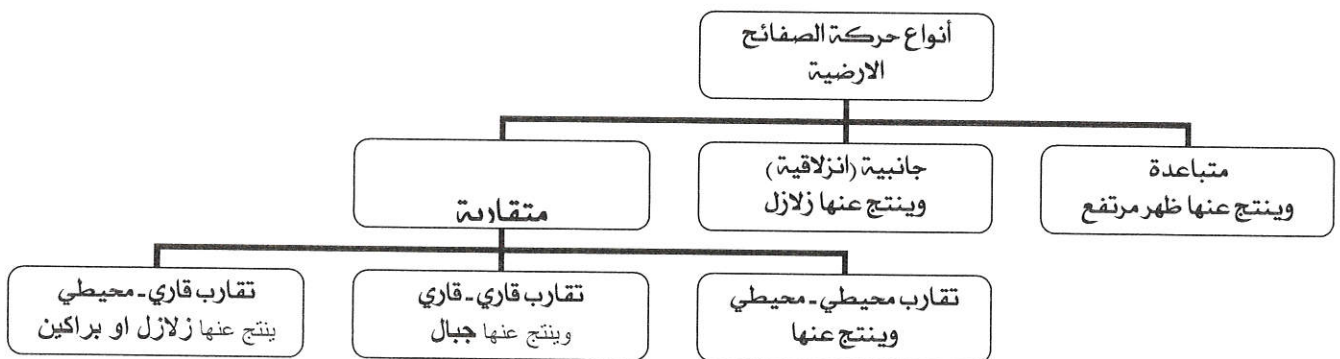 أنواع حركة الصفائح
الارضية
متباعدة
وينتج عنها ظهر مرتفع
جانبية (انزلاقية)
وينتج عنها زلازل
متقاربة
تقارب محيطي-محيطي
وينتج عنها
تقارب قاري-قاري
وينتج عنها جبال
تقارب قاري-محيطي
ينتج عنها زلازل او براكين